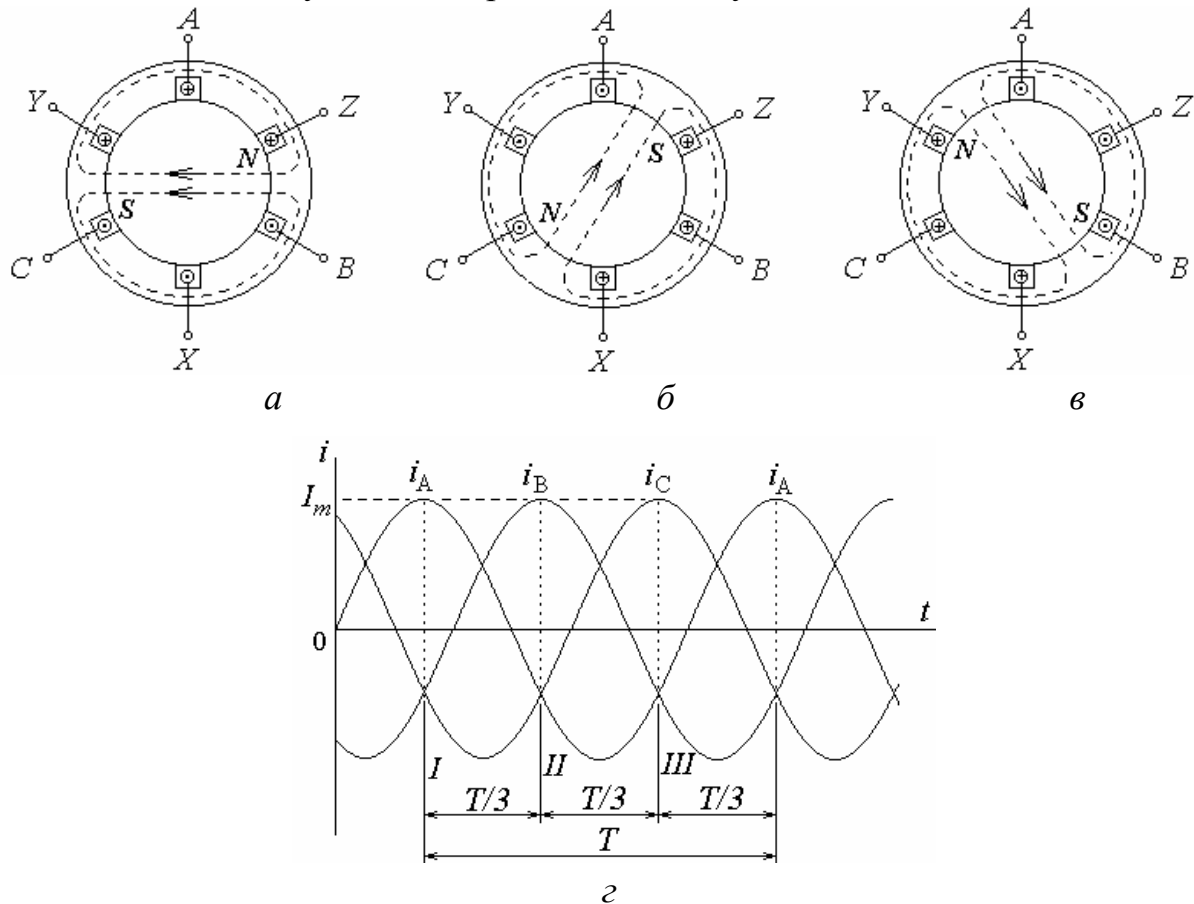 A A A
Y Z Y Z Y Z
N S N
S N S
C B C B C B
X X X
а б в
i
iA iB iC iA
Im
t
0
I II III
T/3 T/3 T/3
T
г